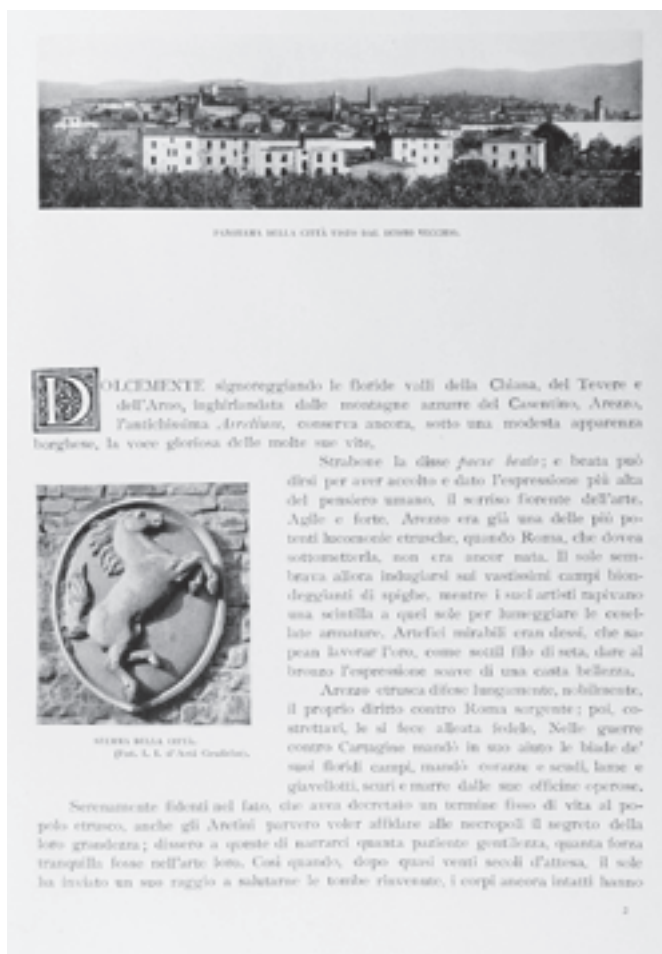 PANORAMA DELLA CITTÀ VISTO DAL DUOMO VECCHIO.
DOLCEMENTE signoreggiando le floride valli della Chiana, del Tevere e
dell'Arno, inghirlandata dalle montagne azzurre del Casentino, Arezzo,
l'antichissima Arretium, conserva ancora, sotto una modesta apparenza
borghese, la voce gloriosa delle molte sue vite.
Strabone la disse paese beato; e beata può
dirsi per aver accolto e dato l'espressione più alta
del pensiero umano, il sorriso fiorente dell'arte.
Agile e forte, Arezzo era già una delle più po-
tenti lucomonie etrusche, quando Roma, che dovea
sottometterla, non era ancor nata. Il sole sem-
brava allora indugiarsi sui vastissimi campi bion-
deggianti di spighe, mentre i suoi artisti rapivano
una scintilla a quel sole per lumeggiare le cesel-
late armature. Artefici mirabili eran dessi, che sa-
pean lavorar l'oro, come sottil filo di seta, dare al
bronzo l'espressione soave di una casta bellezza.
Arezzo etrusca difese lungamente, nobilmente,
il proprio diritto contro Roma sorgente; poi, co-
strettavi, le si fece alleata fedele. Nelle guerre
contro Cartagine mandò in suo aiuto le biade de'
suoi floridi campi, mandò corazze e scudi, lame e
giavellotti, scuri e marre dalle sue officine operose.
STEMMA DELLA CITTÀ.
(Fot. I. I. d'Arti Grafiche).
Serenamente fidenti nel fato, che avea decretato un termine fisso di vita al po-
polo etrusco, anche gli Aretini parvero voler affidare alle necropoli il segreto della
loro grandezza; dissero a queste di narrarci quanta paziente gentilezza, quanta forza
tranquilla fosse nell'arte loro. Così quando, dopo quasi venti secoli d'attesa, il sole
ha inviato un suo raggio a salutarne le tombe rinvenute, i corpi ancora intatti hanno